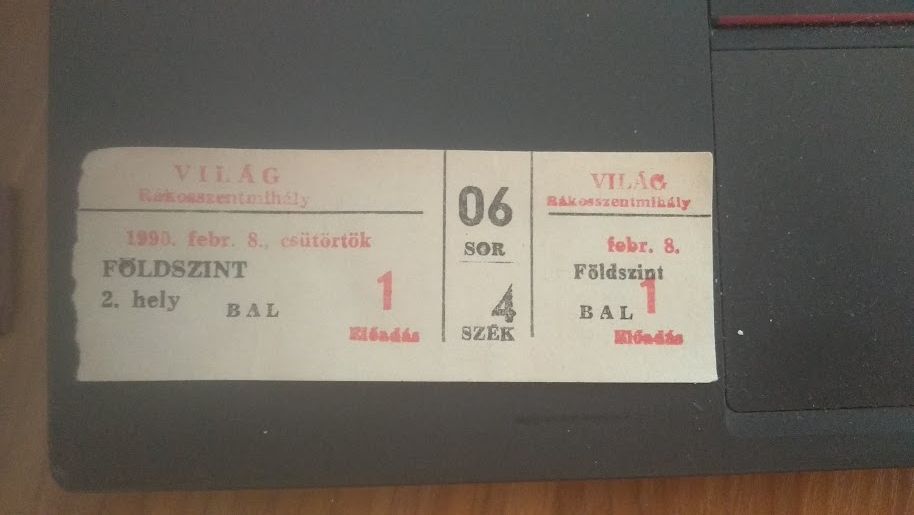 VILÁG
Rákosszentmihály
1990. febr. 8., csütörtök
FÖLDSZINT
2. hely
BAL
1
Előadás
06
SOR
4
SZÉK
VILÁG
Rákosszentmihály
febr. 8.
Földszint
BAL
1
Előadás